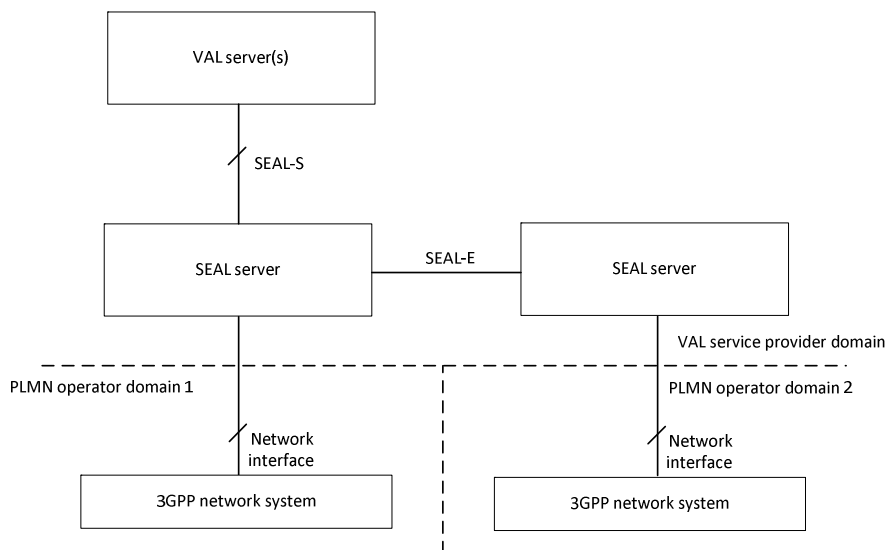 VAL server(s)
SEAL-S
SEAL server
SEAL-E
SEAL server
VAL service provider domain
PLMN operator domain 1
PLMN operator domain 2
Network
interface
Network
interface
3GPP network system
3GPP network system